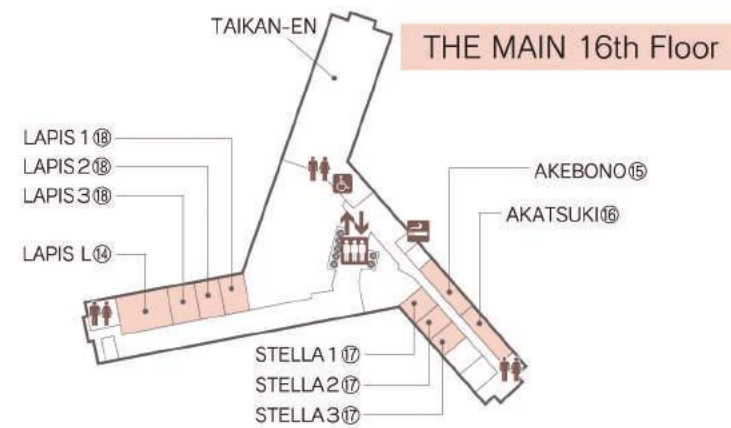 TAIKAN-EN
THE MAIN 16th Floor
LAPIS 1⑱
LAPIS 2⑱
LAPIS 3⑱
LAPIS L⑭
AKEBONO⑮
AKATSUKI⑯
STELLA 1⑰
STELLA 2⑰
STELLA 3⑰